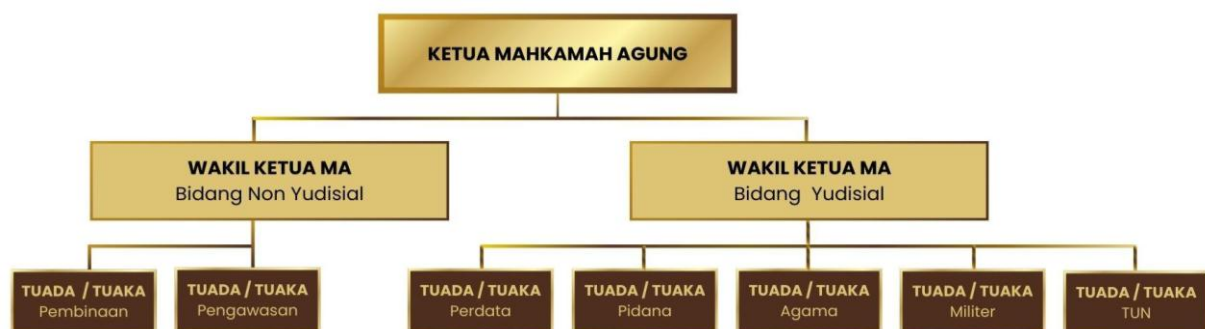 KETUA MAHKAMAH AGUNG
WAKIL KETUA MA
Bidang Non Yudisial
WAKIL KETUA MA
Bidang Yudisial
TUADA / TUAKA
Pembinaan
TUADA / TUAKA
Pengawasan
TUADA / TUAKA
Perdata
TUADA / TUAKA
Pidana
TUADA / TUAKA
Agama
TUADA / TUAKA
Militer
TUADA / TUAKA
TUN